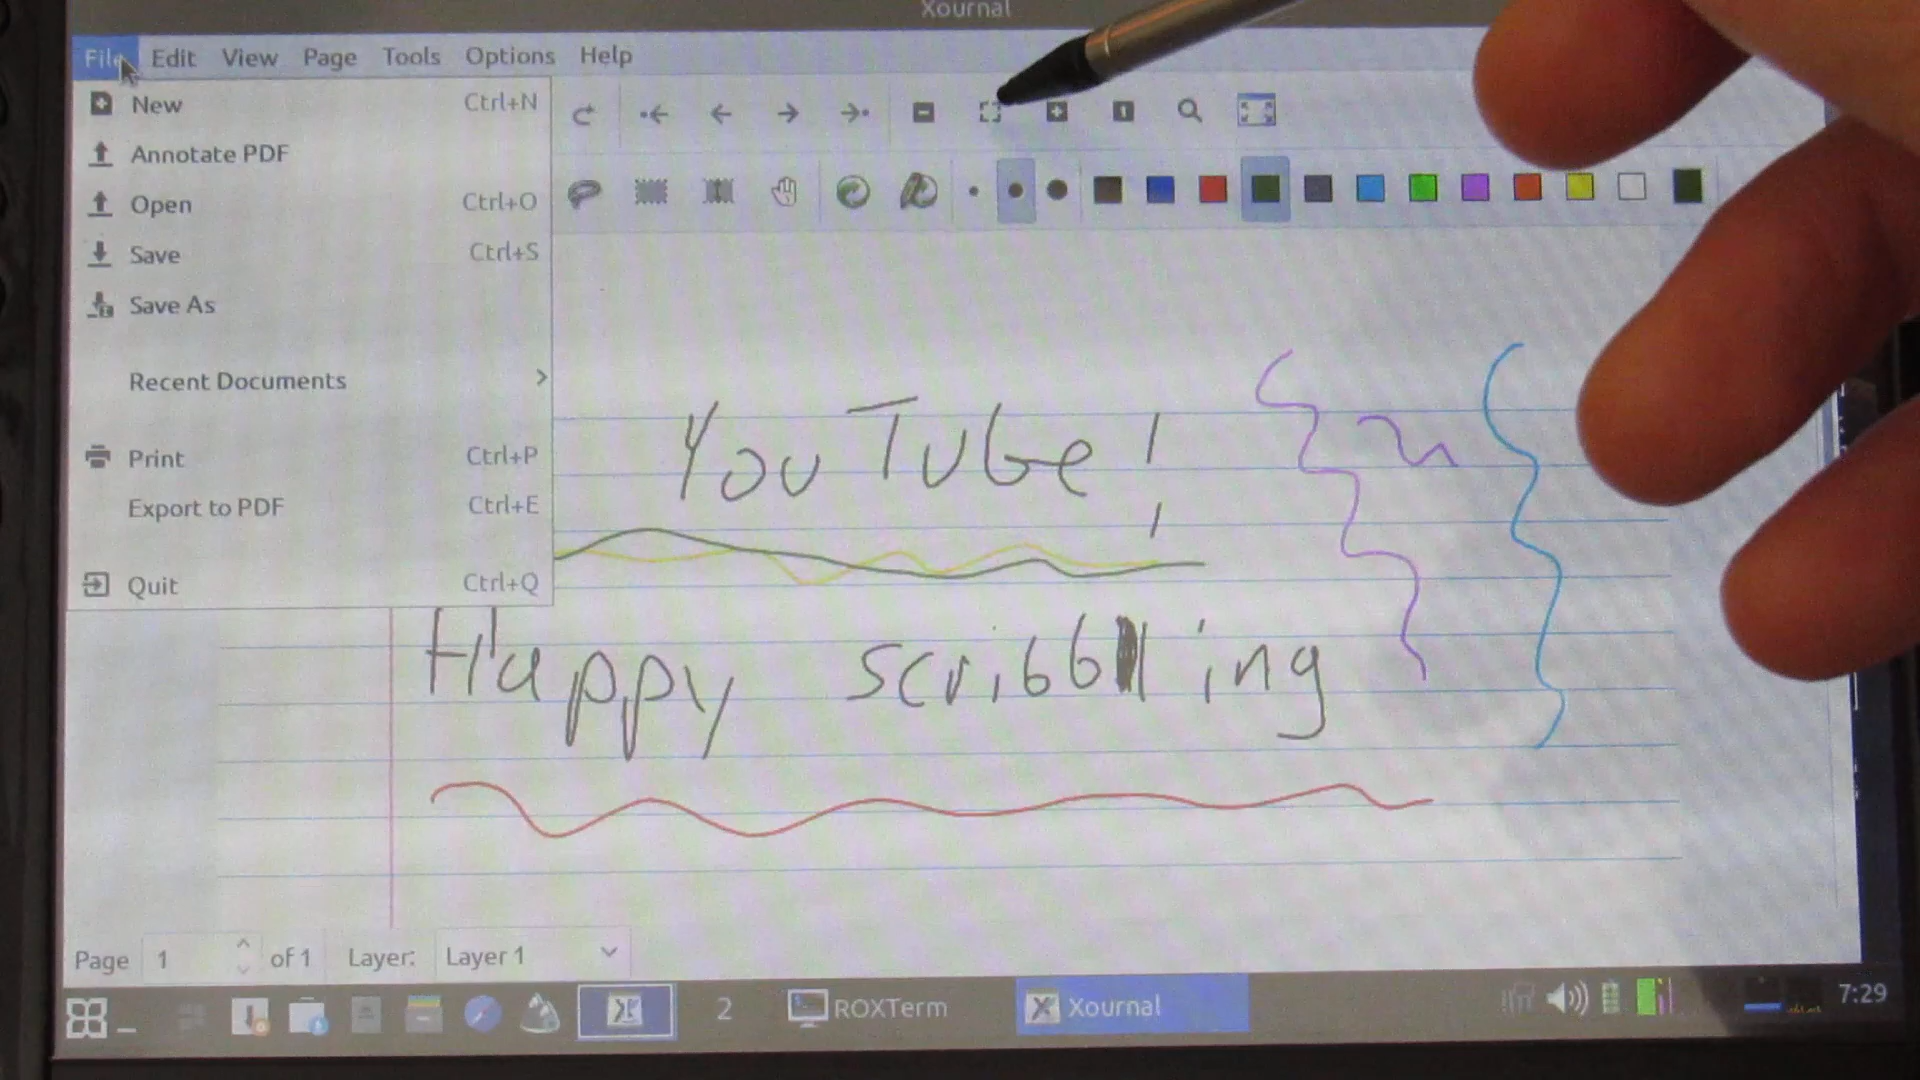 Xournal
File Edit View Page Tools Options Help
New Ctrl+N
Annotate PDF
Open Ctrl+O
Save Ctrl+S
Save As
Recent Documents
Print Ctrl+P
Export to PDF Ctrl+E
Quit Ctrl+Q
YouTube!
Happy scribbling
Page 1 of 1 Layer: Layer 1
2 ROXTerm Xournal 7:29